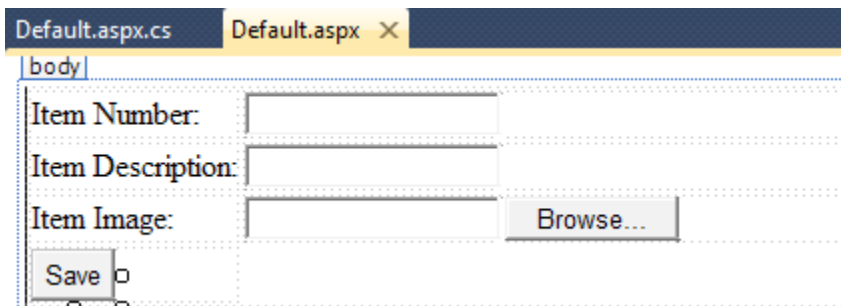 Default.aspx.cs Default.aspx
body
Item Number:
Item Description:
Item Image: Browse...
Save